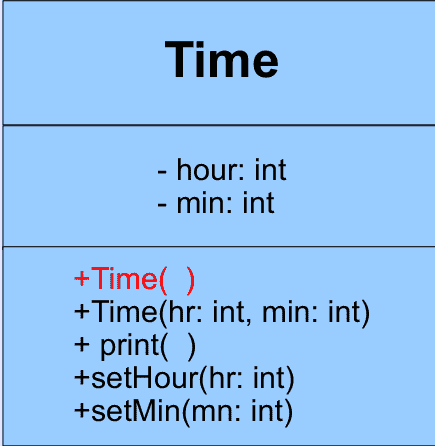 Time
- hour: int
- min: int
+Time(  )
+Time(hr: int, min: int)
+ print(  )
+setHour(hr: int)
+setMin(mn: int)